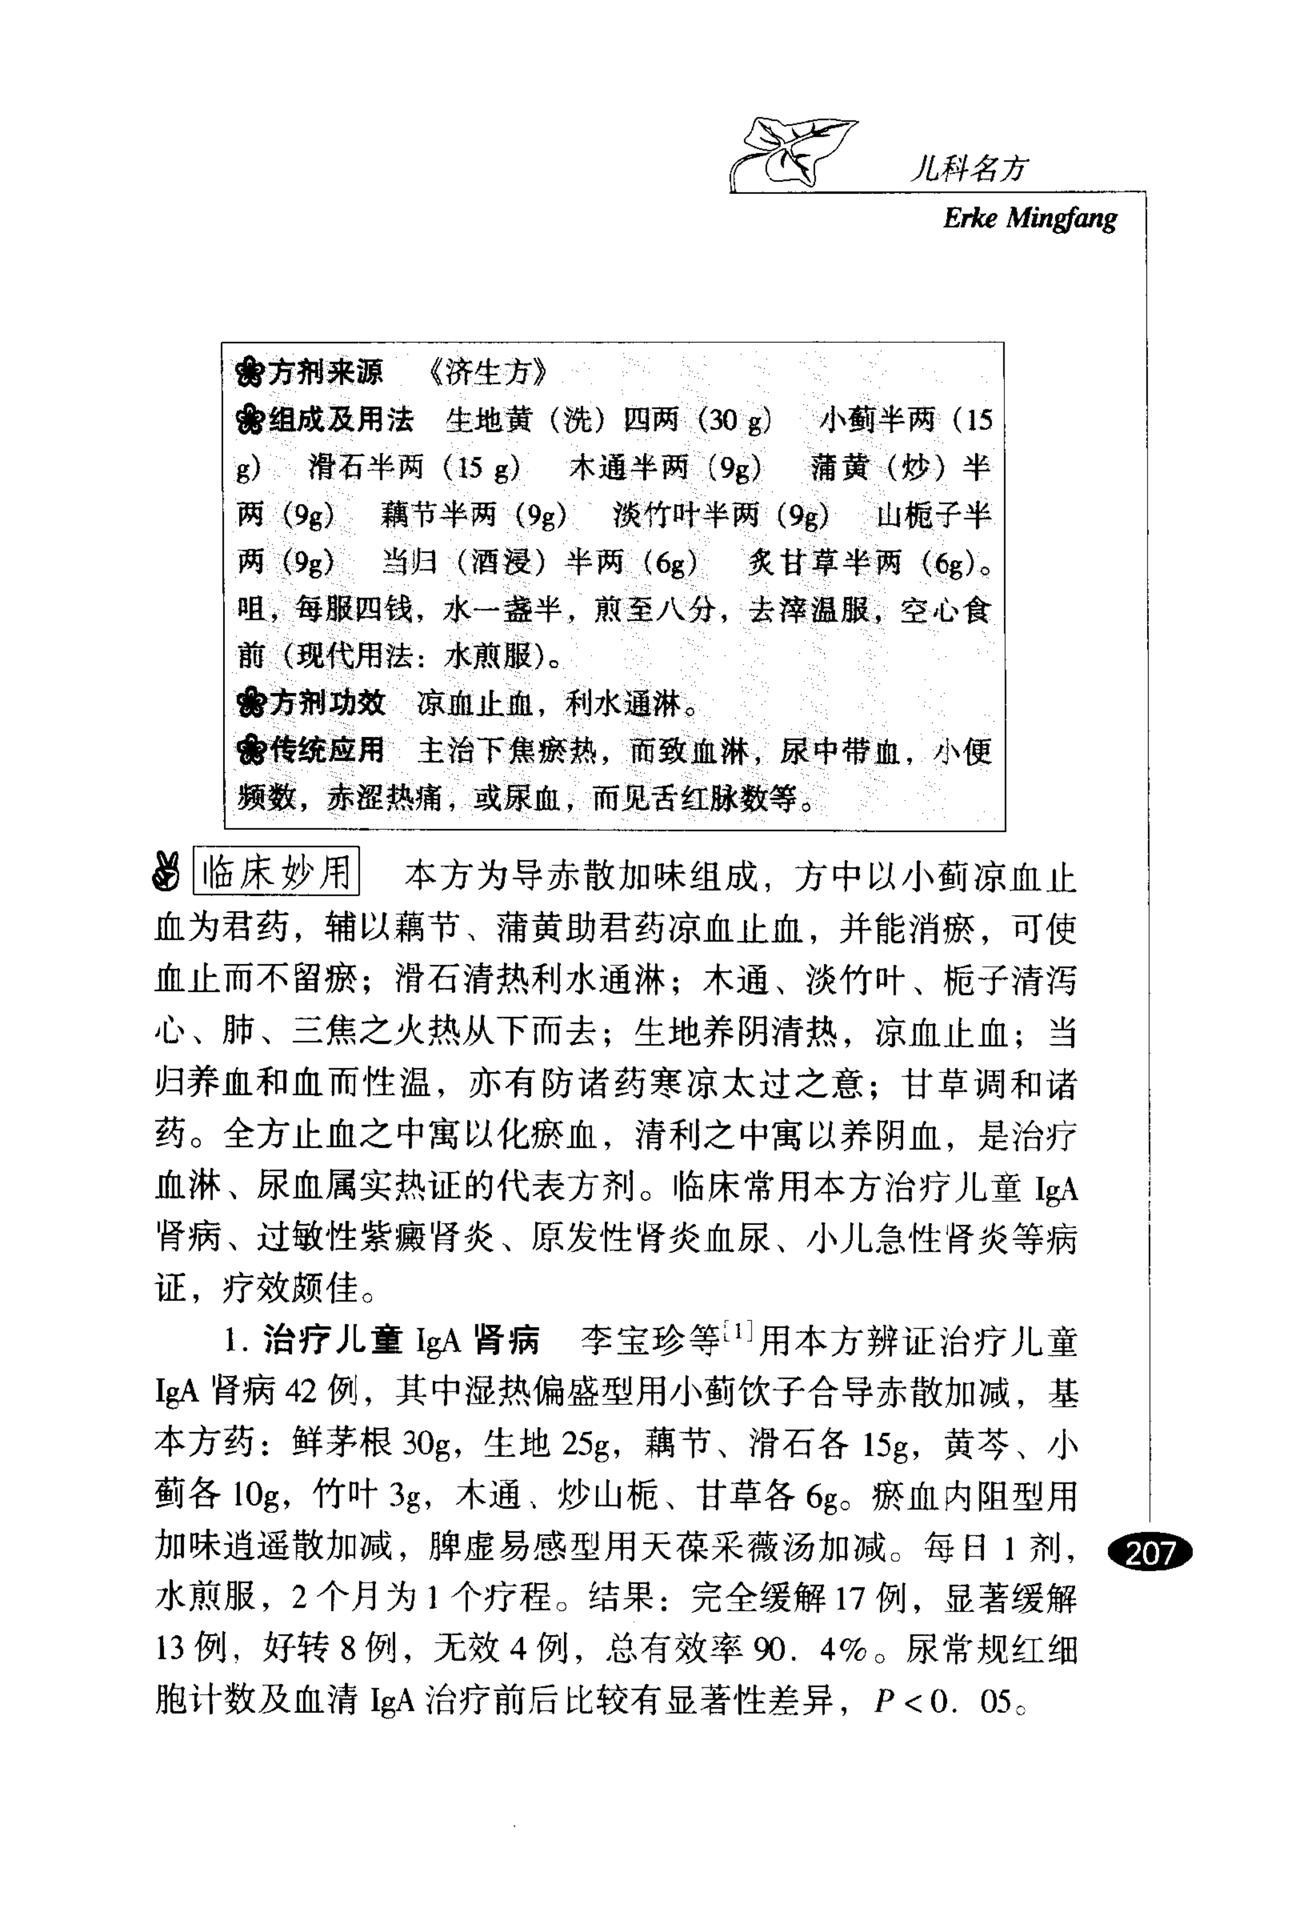 儿科名方
Erke Mingfang
方剂来源　《济生方》
组成及用法　生地黄（洗）四两（30 g）　小蓟半两（15
g）　滑石半两（15 g）　木通半两（9g）　蒲黄（炒）半
两（9g）　藕节半两（9g）　淡竹叶半两（9g）　山栀子半
两（9g）　当归（酒浸）半两（6g）　炙甘草半两（6g）。
咀，每服四钱，水一盏半，煎至八分，去滓温服，空心食
前（现代用法：水煎服）。
方剂功效　凉血止血，利水通淋。
传统应用　主治下焦瘀热，而致血淋，尿中带血，小便
频数，赤涩热痛，或尿血，而见舌红脉数等。
临床妙用　本方为导赤散加味组成，方中以小蓟凉血止
血为君药，辅以藕节、蒲黄助君药凉血止血，并能消瘀，可使
血止而不留瘀；滑石清热利水通淋；木通、淡竹叶、栀子清泻
心、肺、三焦之火热从下而去；生地养阴清热，凉血止血；当
归养血和血而性温，亦有防诸药寒凉太过之意；甘草调和诸
药。全方止血之中寓以化瘀血，清利之中寓以养阴血，是治疗
血淋、尿血属实热证的代表方剂。临床常用本方治疗儿童 IgA
肾病、过敏性紫癜肾炎、原发性肾炎血尿、小儿急性肾炎等病
证，疗效颇佳。
1. 治疗儿童 IgA 肾病　李宝珍等[1]用本方辨证治疗儿童
IgA 肾病 42 例，其中湿热偏盛型用小蓟饮子合导赤散加减，基
本方药：鲜茅根 30g，生地 25g，藕节、滑石各 15g，黄芩、小
蓟各 10g，竹叶 3g，木通、炒山栀、甘草各 6g。瘀血内阻型用
加味逍遥散加减，脾虚易感型用天葆采薇汤加减。每日 1 剂，
水煎服，2 个月为 1 个疗程。结果：完全缓解 17 例，显著缓解
13 例，好转 8 例，无效 4 例，总有效率 90．4%。尿常规红细
胞计数及血清 IgA 治疗前后比较有显著性差异，P < 0．05。
207